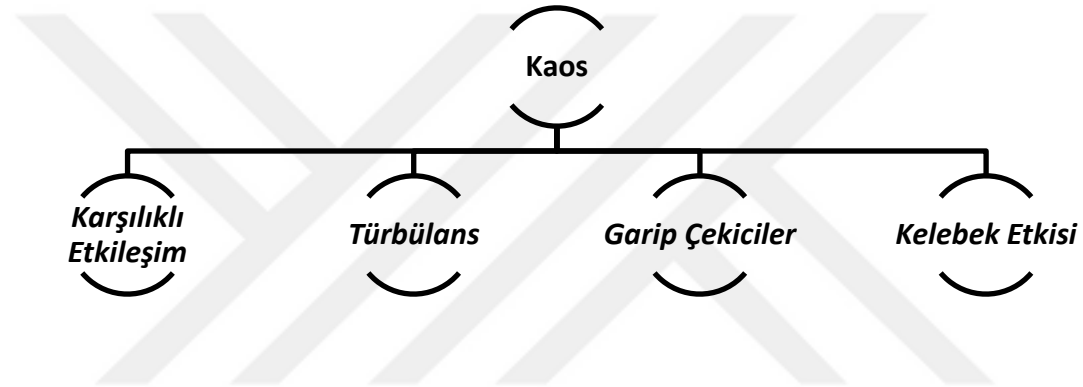 Kaos
Karşılıklı
Etkileşim
Türbülans
Garip Çekiciler
Kelebek Etkisi